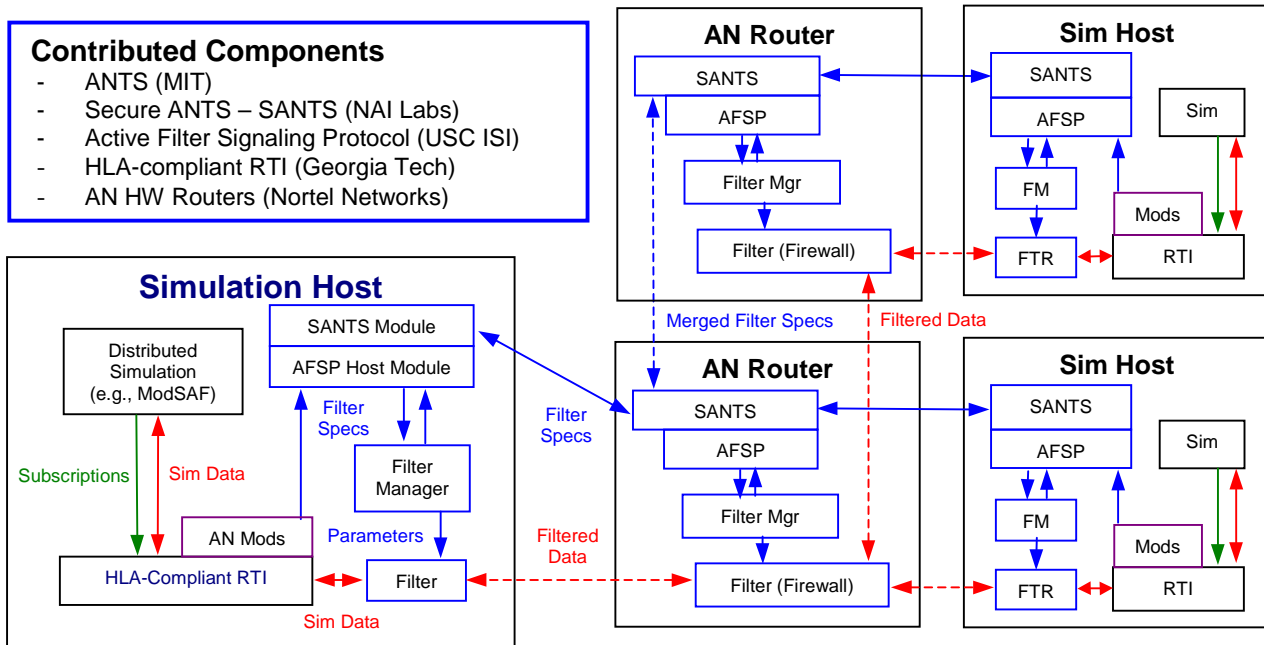 Contributed Components
- ANTS (MIT)
- Secure ANTS – SANTS (NAI Labs)
- Active Filter Signaling Protocol (USC ISI)
- HLA-compliant RTI (Georgia Tech)
- AN HW Routers (Nortel Networks)
AN Router
SANTS
AFSP
Filter Mgr
Filter (Firewall)
Sim Host
SANTS
AFSP
FM
FTR
Sim
Mods
RTI
Merged Filter Specs
Filtered Data
Simulation Host
SANTS Module
AFSP Host Module
Distributed
Simulation
(e.g., ModSAF)
Filter
Specs
Filter
Manager
Subscriptions
Sim Data
AN Mods
Parameters
HLA-Compliant RTI
Filter
Sim Data
Filter
Specs
Filtered
Data
AN Router
SANTS
AFSP
Filter Mgr
Filter (Firewall)
Sim Host
SANTS
AFSP
FM
FTR
Sim
Mods
RTI